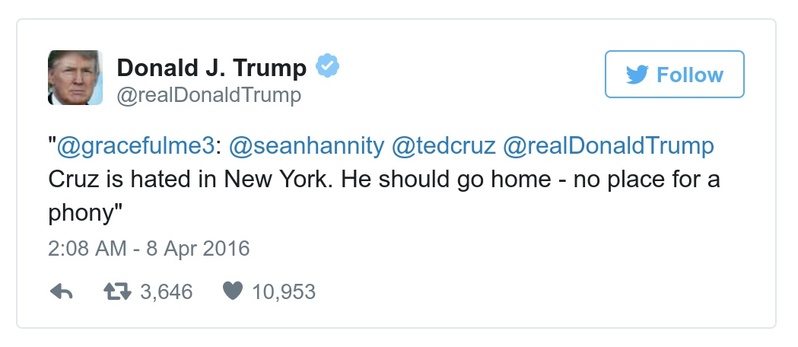 Donald J. Trump
@realDonaldTrump
Follow
"@gracefulme3: @seanhannity @tedcruz @realDonaldTrump
Cruz is hated in New York. He should go home - no place for a
phony"
2:08 AM - 8 Apr 2016
3,646 10,953